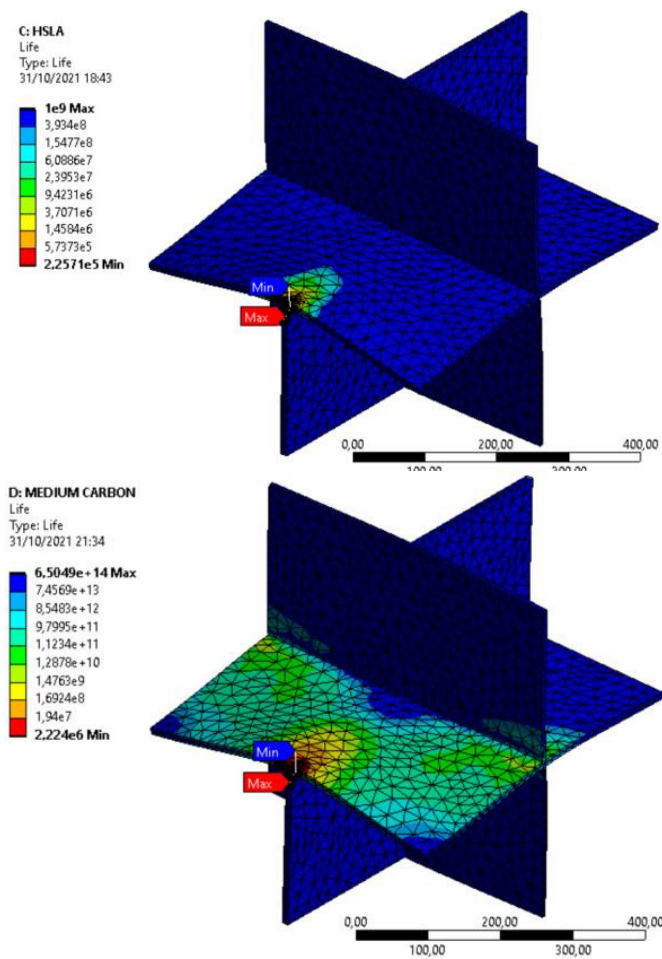 C: HSLA
Life
Type: Life
31/10/2021 18:43
1e9 Max
3,934e8
1,5477e8
6,0886e7
2,3953e7
9,4231e6
3,7071e6
1,4584e6
5,7373e5
2,2571e5 Min
Min
Max
0,00 200,00 400,00
100,00 300,00
D: MEDIUM CARBON
Life
Type: Life
31/10/2021 21:34
6,5049e+14 Max
7,4569e+13
8,5483e+12
9,7995e+11
1,1234e+11
1,2878e+10
1,4763e9
1,6924e8
1,94e7
2,224e6 Min
Min
Max
0,00 200,00 400,00
100,00 300,00